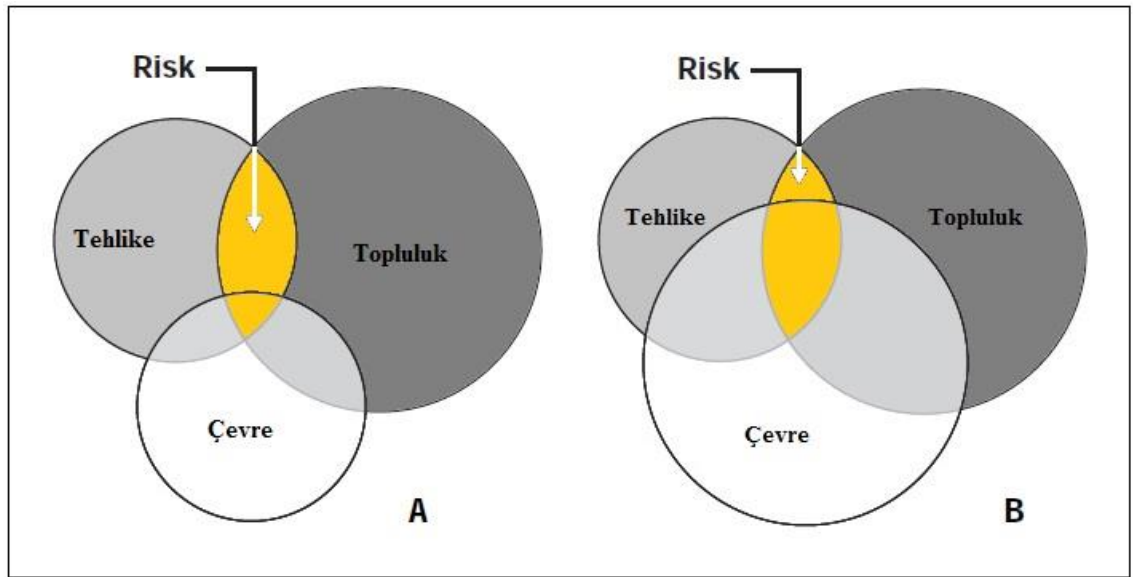 Risk
Tehlike
Topluluk
Çevre
A
Risk
Tehlike
Topluluk
Çevre
B